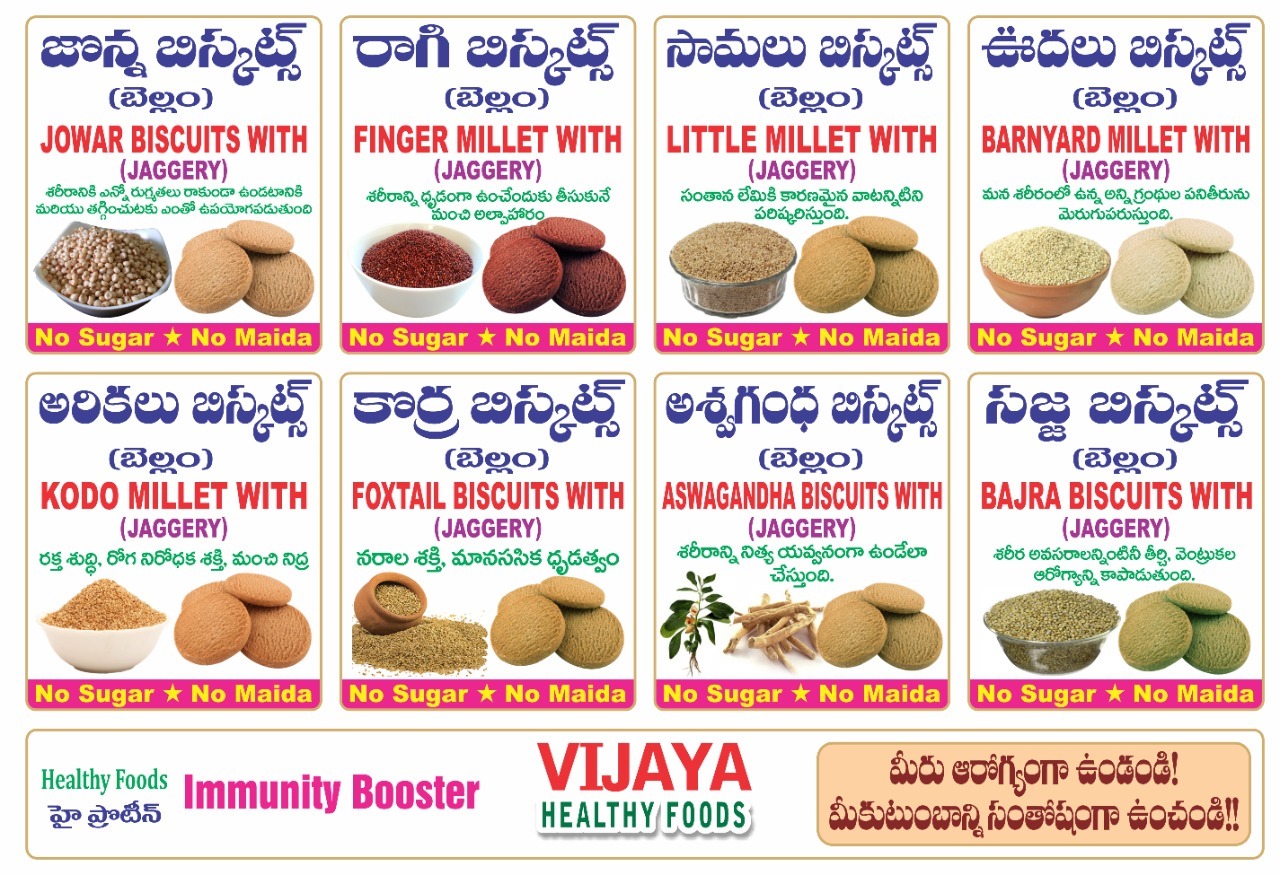 జొన్న బిస్కట్స్
(బెల్లం)
JOWAR BISCUITS WITH
(JAGGERY)
శరీరానికి ఎన్నో రుగ్మతలు రాకుండా ఉండటానికి
మరియు తగ్గించుటకు ఎంతో ఉపయోగపడుతుంది
No Sugar ★ No Maida
రాగి బిస్కట్స్
(బెల్లం)
FINGER MILLET WITH
(JAGGERY)
శరీరాన్ని ధృడంగా ఉంచేందుకు తీసుకునే
మంచి అల్పాహారం
No Sugar ★ No Maida
సామలు బిస్కట్స్
(బెల్లం)
LITTLE MILLET WITH
(JAGGERY)
సంతాన లేమికి కారణమైన వాటన్నిటిని
పరిష్కరిస్తుంది.
No Sugar ★ No Maida
ఊదలు బిస్కట్స్
(బెల్లం)
BARNYARD MILLET WITH
(JAGGERY)
మన శరీరంలో ఉన్న అన్ని గ్రంథుల పనితీరును
మెరుగుపరుస్తుంది.
No Sugar ★ No Maida
అరికలు బిస్కట్స్
(బెల్లం)
KODO MILLET WITH
(JAGGERY)
రక్త శుద్ధి, రోగ నిరోధక శక్తి, మంచి నిద్ర
No Sugar ★ No Maida
కొర్ర బిస్కట్స్
(బెల్లం)
FOXTAIL BISCUITS WITH
(JAGGERY)
నరాల శక్తి, మానససిక ధృడత్వం
No Sugar ★ No Maida
అశ్వగంధ బిస్కట్స్
(బెల్లం)
ASWAGANDHA BISCUITS WITH
(JAGGERY)
శరీరాన్ని నిత్య యవ్వనంగా ఉండేలా
చేస్తుంది.
No Sugar ★ No Maida
సజ్జ బిస్కట్స్
(బెల్లం)
BAJRA BISCUITS WITH
(JAGGERY)
శరీర అవసరాలన్నింటినీ తీర్చి, వెంట్రుకల
ఆరోగ్యాన్ని కాపాడుతుంది.
No Sugar ★ No Maida
Healthy Foods
హై ప్రొటీన్
Immunity Booster
VIJAYA
HEALTHY FOODS
మీరు ఆరోగ్యంగా ఉండండి!
మీకుటుంబాన్ని సంతోషంగా ఉంచండి!!